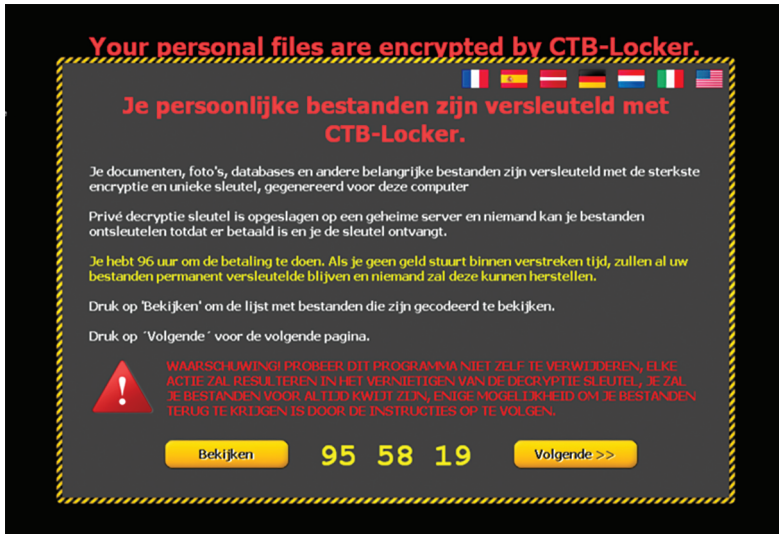 Your personal files are encrypted by CTB-Locker.
Je persoonlijke bestanden zijn versleuteld met
CTB-Locker.
Je documenten, foto's, databases en andere belangrijke bestanden zijn versleuteld met de sterkste
encryptie en unieke sleutel, gegenereerd voor deze computer
Privé decryptie sleutel is opgeslagen op een geheime server en niemand kan je bestanden
ontsleutelen totdat er betaald is en je de sleutel ontvangt.
Je hebt 96 uur om de betaling te doen. Als je geen geld stuurt binnen verstreken tijd, zullen al uw
bestanden permanent versleutelde blijven en niemand zal deze kunnen herstellen.
Druk op 'Bekijken' om de lijst met bestanden die zijn gecodeerd te bekijken.
Druk op ´Volgende´ voor de volgende pagina.
WAARSCHUWING! PROBEER DIT PROGRAMMA NIET ZELF TE VERWIJDEREN, ELKE
ACTIE ZAL RESULTEREN IN HET VERNIETIGEN VAN DE DECRYPTIE SLEUTEL, JE ZAL
JE BESTANDEN VOOR ALTIJD KWIJT ZIJN, ENIGE MOGELIJKHEID OM JE BESTANDEN
TERUG TE KRIJGEN IS DOOR DE INSTRUCTIES OP TE VOLGEN.
Bekijken 95 58 19 Volgende >>